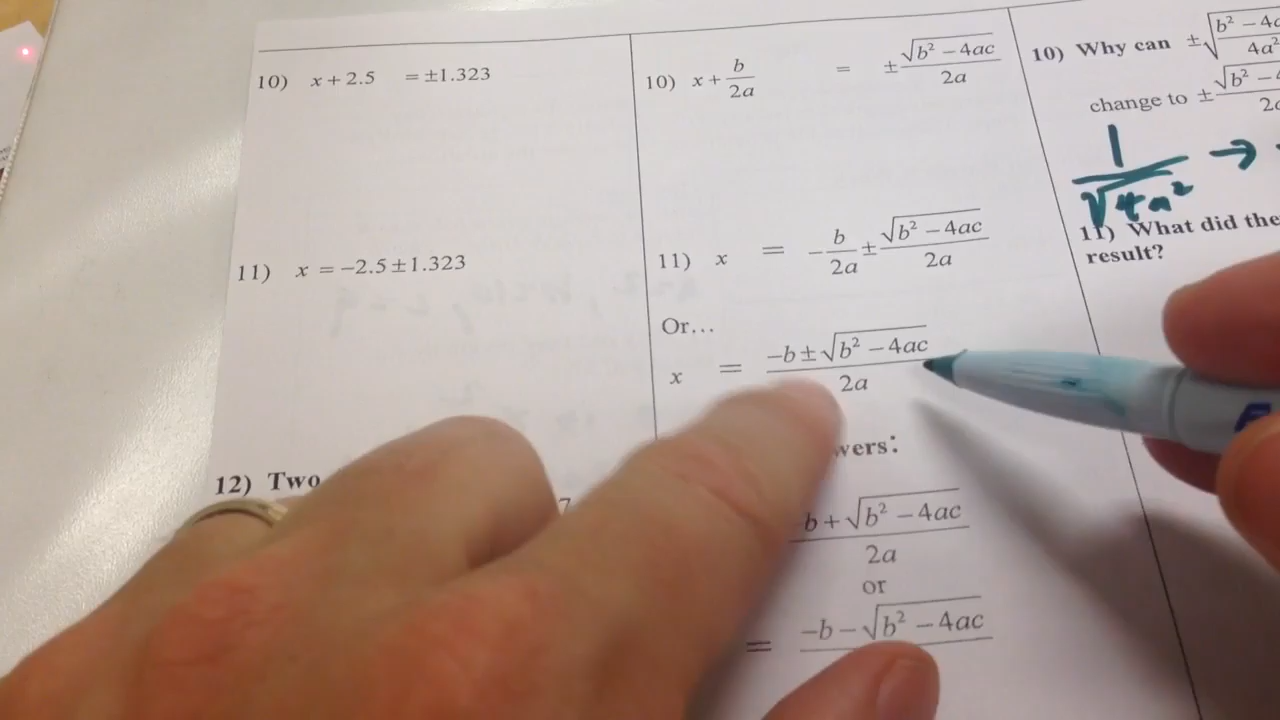 10) x + 2.5 = ±1.323
11) x = −2.5 ± 1.323
12) Two
10) x + b/2a = ± √(b² − 4ac)/2a
11) x = −b/2a ± √(b² − 4ac)/2a
Or...
x = (−b ± √(b² − 4ac))/2a
wers:
b + √(b² − 4ac)
2a
or
= −b − √(b² − 4ac)
10) Why can ± √(b² − 4a/4a²
change to ± √(b² − 4/2a
1/√4a² →
11) What did the
result?